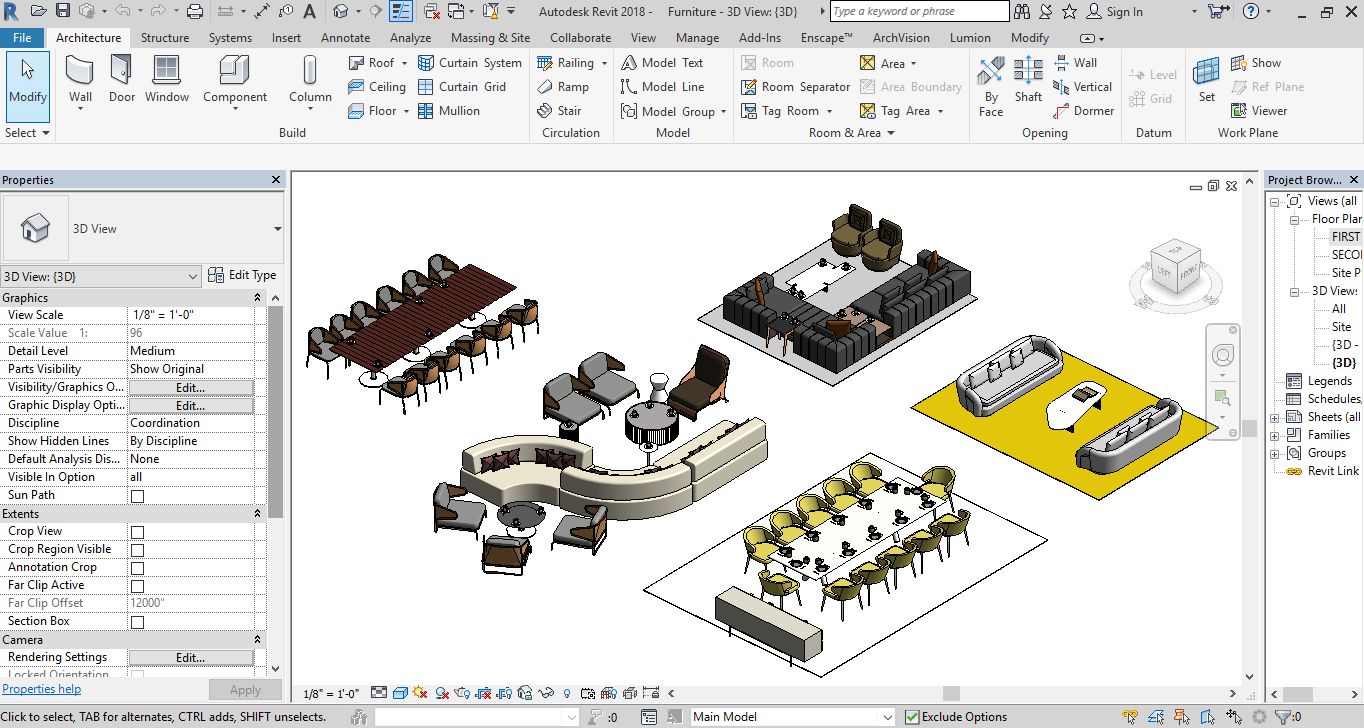 Autodesk Revit 2018 - Furniture - 3D View: {3D} Type a keyword or phrase Sign In
File Architecture Structure Systems Insert Annotate Analyze Massing & Site Collaborate View Manage Add-Ins Enscape™ ArchVision Lumion Modify
Modify Wall Door Window Component Column
Roof Curtain System
Ceiling Curtain Grid
Floor Mullion
Railing
Ramp
Stair
Model Text
Model Line
Model Group
Room
Room Separator
Tag Room
Area
Area Boundary
Tag Area
By Face Shaft
Wall
Vertical
Dormer
Level
Grid
Set
Show
Ref Plane
Viewer
Select Build Circulation Model Room & Area Opening Datum Work Plane
Properties
3D View
3D View: {3D} Edit Type
Graphics
View Scale 1/8" = 1'-0"
Scale Value 1: 96
Detail Level Medium
Parts Visibility Show Original
Visibility/Graphics O... Edit...
Graphic Display Opti... Edit...
Discipline Coordination
Show Hidden Lines By Discipline
Default Analysis Dis... None
Visible In Option all
Sun Path
Extents
Crop View
Crop Region Visible
Annotation Crop
Far Clip Active
Far Clip Offset 12000"
Section Box
Camera
Rendering Settings Edit...
Locked Orientation
Properties help Apply
TOP
LEFT FRONT
Project Brow...
Views (all
Floor Plan
FIRST
SECO
Site P
3D Views
All
Site
{3D -
{3D}
Legends
Schedules,
Sheets (all
Families
Groups
Revit Link
1/8" = 1'-0"
Click to select, TAB for alternates, CTRL adds, SHIFT unselects. :0 Main Model Exclude Options :0